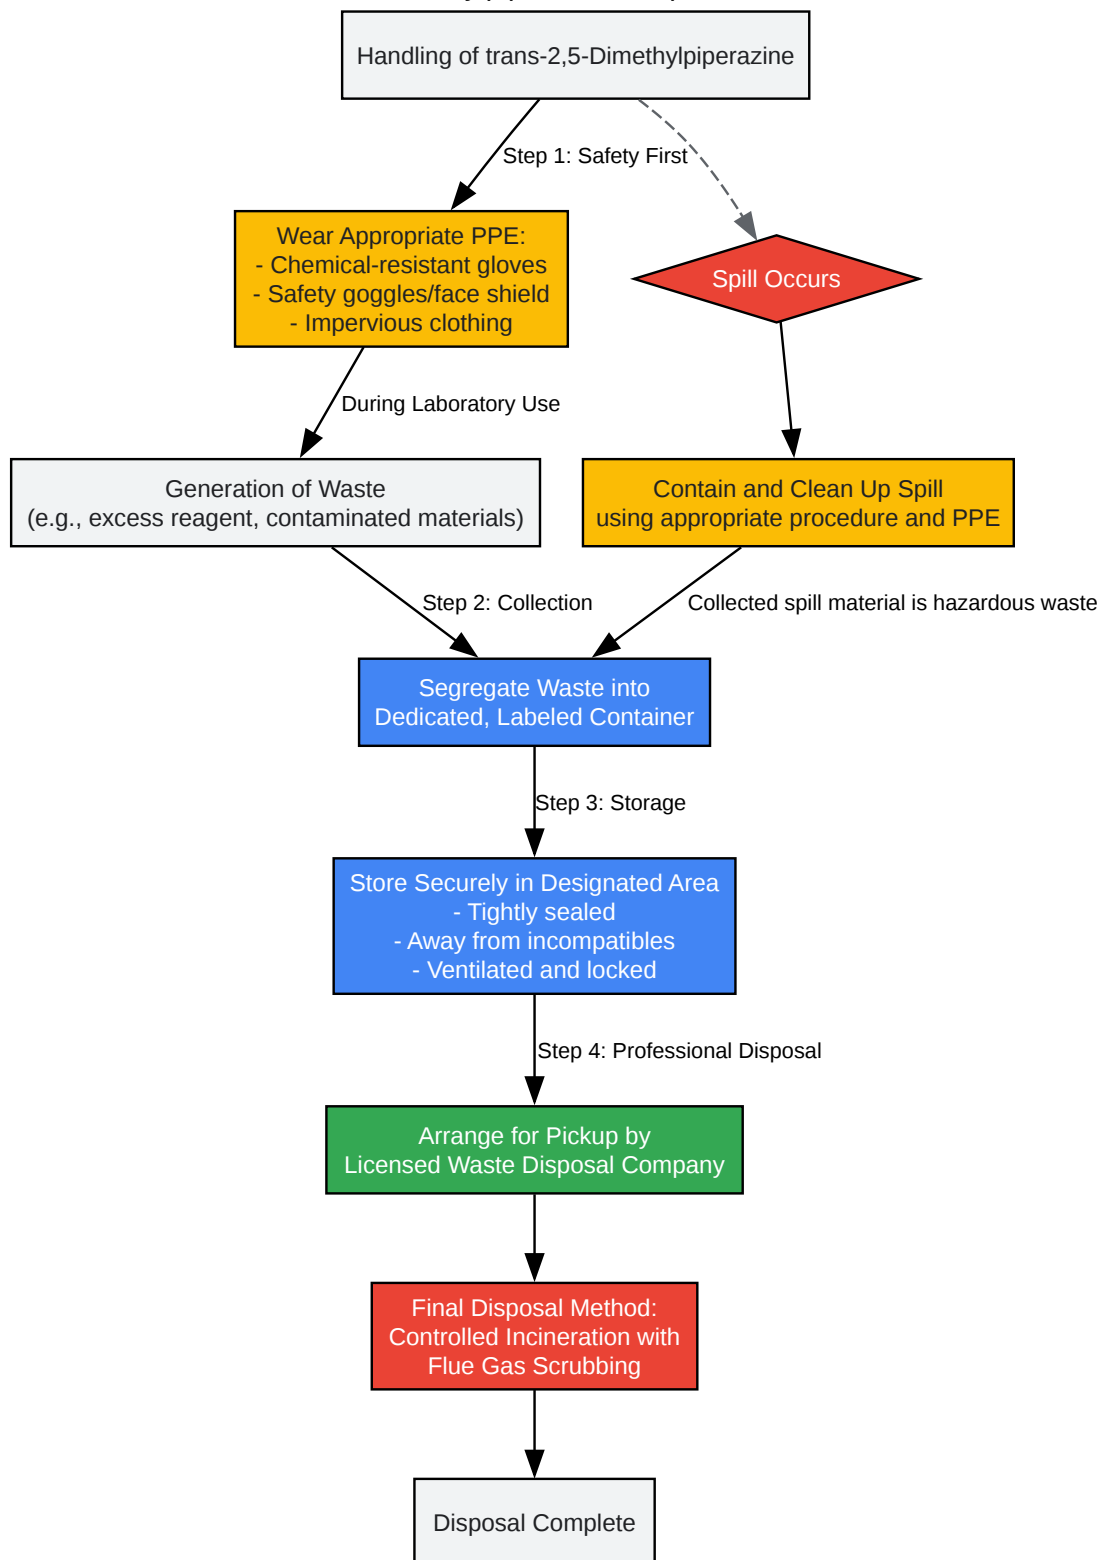 Handling of trans-2,5-Dimethylpiperazine
Step 1: Safety First
Wear Appropriate PPE:
- Chemical-resistant gloves
- Safety goggles/face shield
- Impervious clothing
Spill Occurs
During Laboratory Use
Generation of Waste
(e.g., excess reagent, contaminated materials)
Contain and Clean Up Spill
using appropriate procedure and PPE
Step 2: Collection
Collected spill material is hazardous waste
Segregate Waste into
Dedicated, Labeled Container
Step 3: Storage
Store Securely in Designated Area
- Tightly sealed
- Away from incompatibles
- Ventilated and locked
Step 4: Professional Disposal
Arrange for Pickup by
Licensed Waste Disposal Company
Final Disposal Method:
Controlled Incineration with
Flue Gas Scrubbing
Disposal Complete